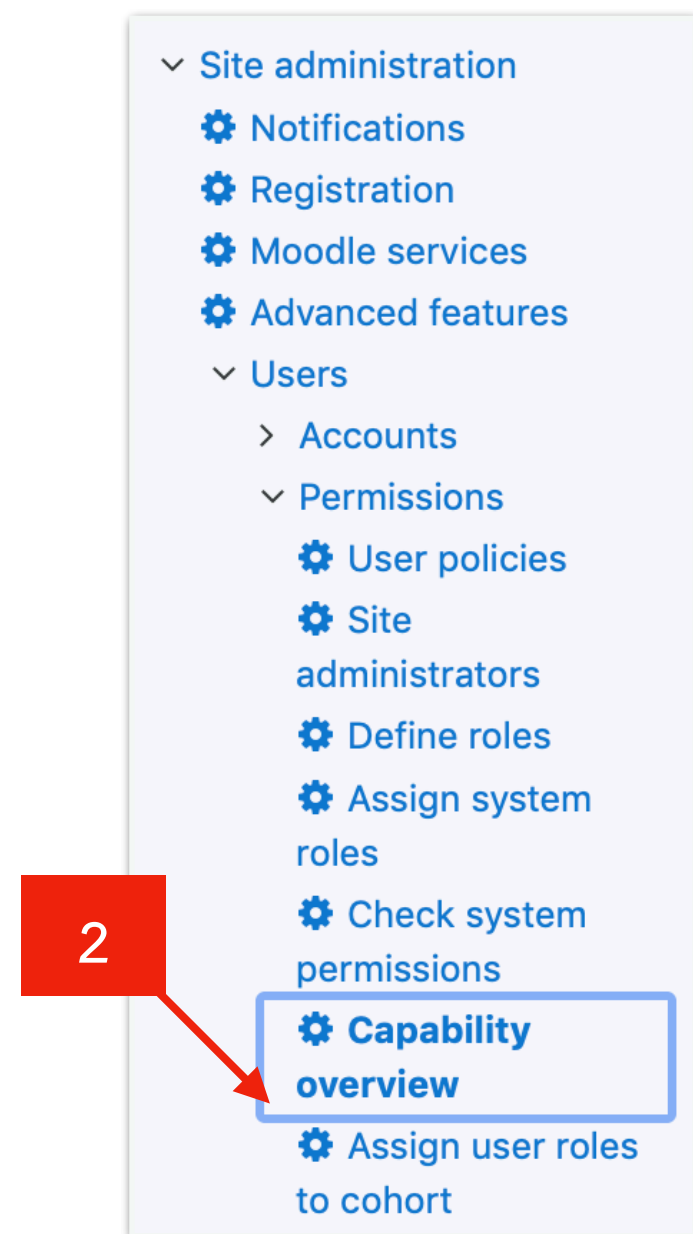 Site administration
Notifications
Registration
Moodle services
Advanced features
Users
Accounts
Permissions
User policies
Site
administrators
Define roles
Assign system
roles
Check system
permissions
2
Capability
overview
Assign user roles
to cohort